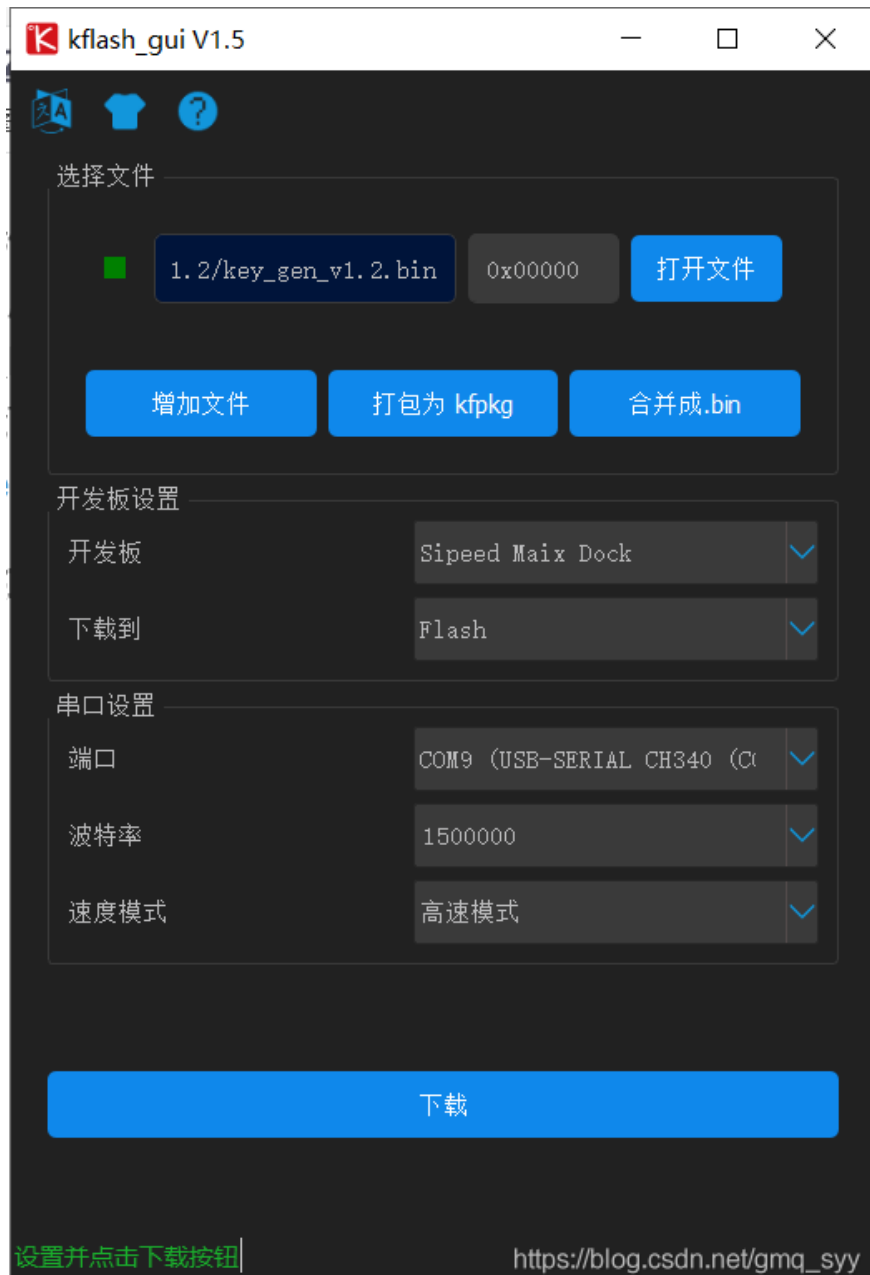 kflash_gui V1.5
选择文件
1.2/key_gen_v1.2.bin
0x00000
打开文件
增加文件
打包为 kfpkg
合并成.bin
开发板设置
开发板
Sipeed Maix Dock
下载到
Flash
串口设置
端口
COM9 (USB-SERIAL CH340 (CO
波特率
1500000
速度模式
高速模式
下载
设置并点击下载按钮
https://blog.csdn.net/gmq_syy